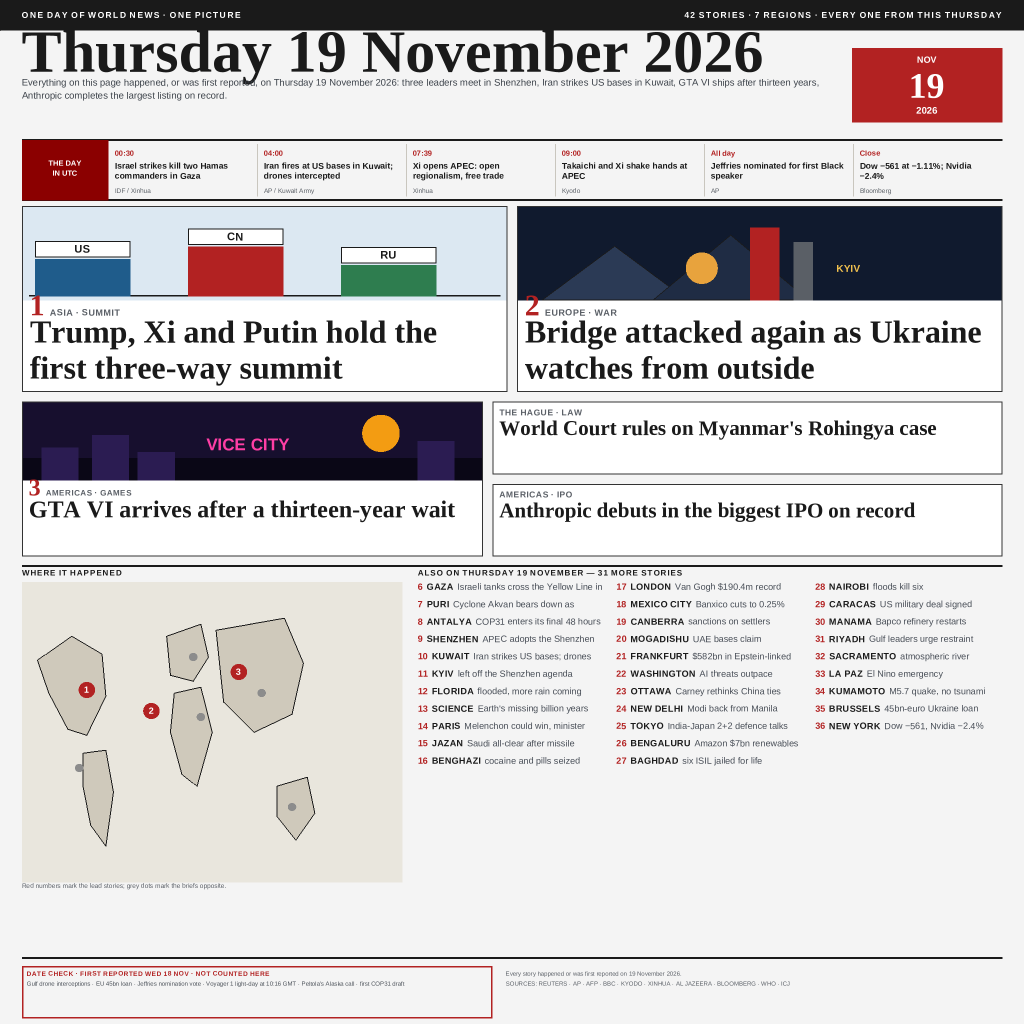 ONE DAY OF WORLD NEWS · ONE PICTURE
42 STORIES · 7 REGIONS · EVERY ONE FROM THIS THURSDAY
Thursday 19 November 2026
Everything on this page happened, or was first reported, on Thursday 19 November 2026: three leaders meet in Shenzhen, Iran strikes US bases in Kuwait, GTA VI ships after thirteen years,
Anthropic completes the largest listing on record.
NOV
19
2026
THE DAY
IN UTC
00:30
Israel strikes kill two Hamas
commanders in Gaza
IDF / Xinhua
04:00
Iran fires at US bases in Kuwait;
drones intercepted
AP / Kuwait Army
07:39
Xi opens APEC: open
regionalism, free trade
Xinhua
09:00
Takaichi and Xi shake hands at
APEC
Kyodo
All day
Jeffries nominated for first Black
speaker
AP
Close
Dow −561 at −1.11%; Nvidia
−2.4%
Bloomberg
US
CN
RU
1 ASIA · SUMMIT
Trump, Xi and Putin hold the
first three-way summit
KYIV
2 EUROPE · WAR
Bridge attacked again as Ukraine
watches from outside
VICE CITY
3 AMERICAS · GAMES
GTA VI arrives after a thirteen-year wait
THE HAGUE · LAW
World Court rules on Myanmar's Rohingya case
AMERICAS · IPO
Anthropic debuts in the biggest IPO on record
WHERE IT HAPPENED
1
2
3
Red numbers mark the lead stories; grey dots mark the briefs opposite.
ALSO ON THURSDAY 19 NOVEMBER — 31 MORE STORIES
6 GAZA Israeli tanks cross the Yellow Line in
7 PURI Cyclone Akvan bears down as
8 ANTALYA COP31 enters its final 48 hours
9 SHENZHEN APEC adopts the Shenzhen
10 KUWAIT Iran strikes US bases; drones
11 KYIV left off the Shenzhen agenda
12 FLORIDA flooded, more rain coming
13 SCIENCE Earth's missing billion years
14 PARIS Melenchon could win, minister
15 JAZAN Saudi all-clear after missile
16 BENGHAZI cocaine and pills seized
17 LONDON Van Gogh $190.4m record
18 MEXICO CITY Banxico cuts to 0.25%
19 CANBERRA sanctions on settlers
20 MOGADISHU UAE bases claim
21 FRANKFURT $582bn in Epstein-linked
22 WASHINGTON AI threats outpace
23 OTTAWA Carney rethinks China ties
24 NEW DELHI Modi back from Manila
25 TOKYO India-Japan 2+2 defence talks
26 BENGALURU Amazon $7bn renewables
27 BAGHDAD six ISIL jailed for life
28 NAIROBI floods kill six
29 CARACAS US military deal signed
30 MANAMA Bapco refinery restarts
31 RIYADH Gulf leaders urge restraint
32 SACRAMENTO atmospheric river
33 LA PAZ El Nino emergency
34 KUMAMOTO M5.7 quake, no tsunami
35 BRUSSELS 45bn-euro Ukraine loan
36 NEW YORK Dow −561, Nvidia −2.4%
DATE CHECK · FIRST REPORTED WED 18 NOV · NOT COUNTED HERE
Gulf drone interceptions · EU 45bn loan · Jeffries nomination vote · Voyager 1 light-day at 10:16 GMT · Peltola's Alaska call · first COP31 draft
Every story happened or was first reported on 19 November 2026.
SOURCES: REUTERS · AP · AFP · BBC · KYODO · XINHUA · AL JAZEERA · BLOOMBERG · WHO · ICJ